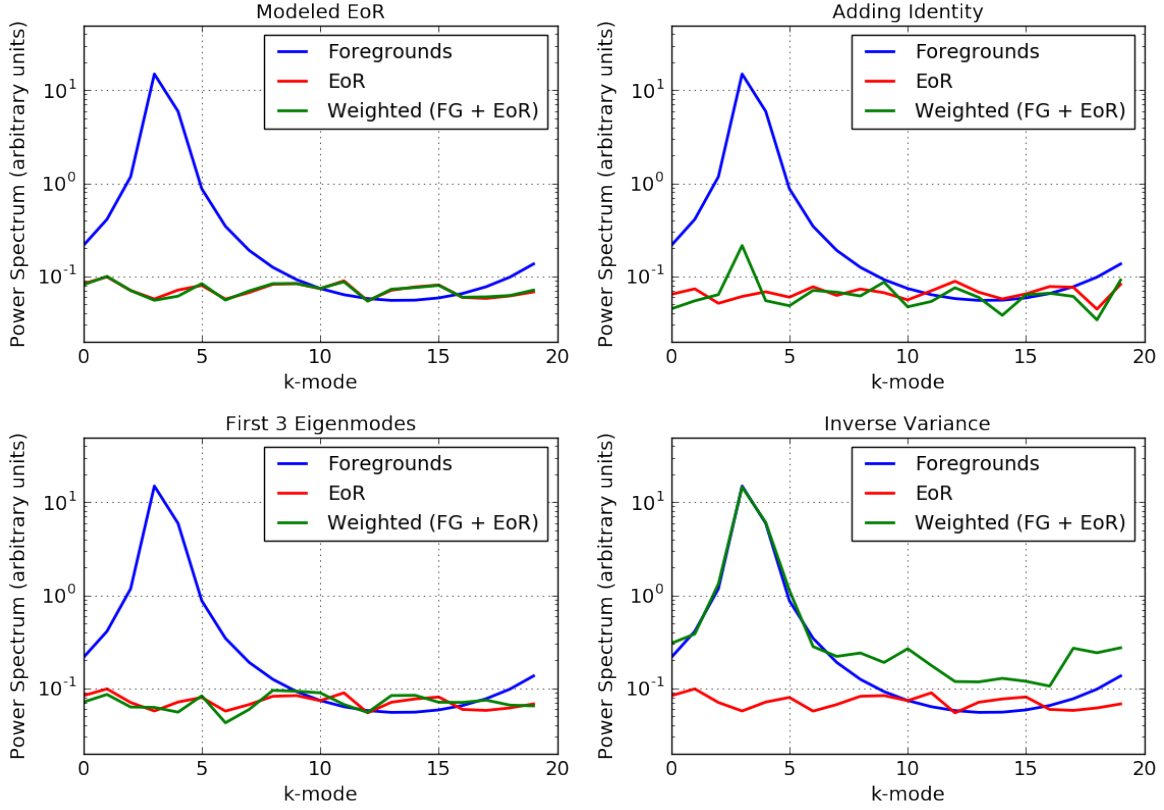 Modeled EoR
Power Spectrum (arbitrary units)
10^1
10^0
10^-1
Foregrounds
EoR
Weighted (FG + EoR)
0 5 10 15 20
k-mode
Adding Identity
Power Spectrum (arbitrary units)
10^1
10^0
10^-1
Foregrounds
EoR
Weighted (FG + EoR)
0 5 10 15 20
k-mode
First 3 Eigenmodes
Power Spectrum (arbitrary units)
10^1
10^0
10^-1
Foregrounds
EoR
Weighted (FG + EoR)
0 5 10 15 20
k-mode
Inverse Variance
Power Spectrum (arbitrary units)
10^1
10^0
10^-1
Foregrounds
EoR
Weighted (FG + EoR)
0 5 10 15 20
k-mode